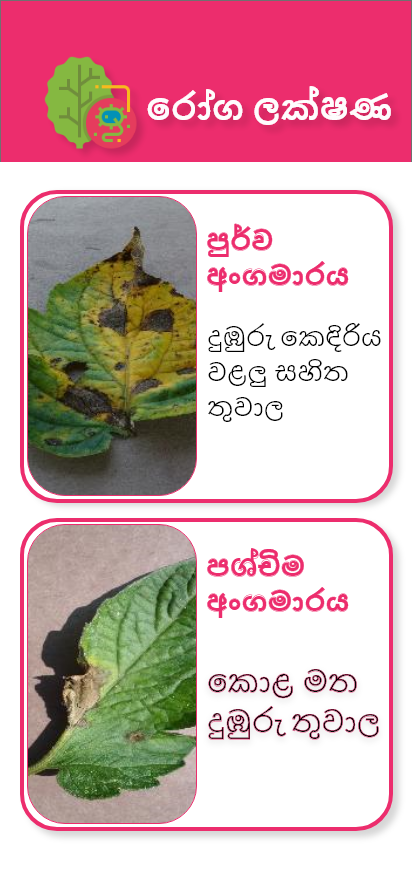 රෝග ලක්ෂණ
පුර්ව
අංගමාරය
දුඹුරු කෙඳිරිය
වළලු සහිත
තුවාල
පශ්චිම
අංගමාරය
කොළ මත
දුඹුරු තුවාල